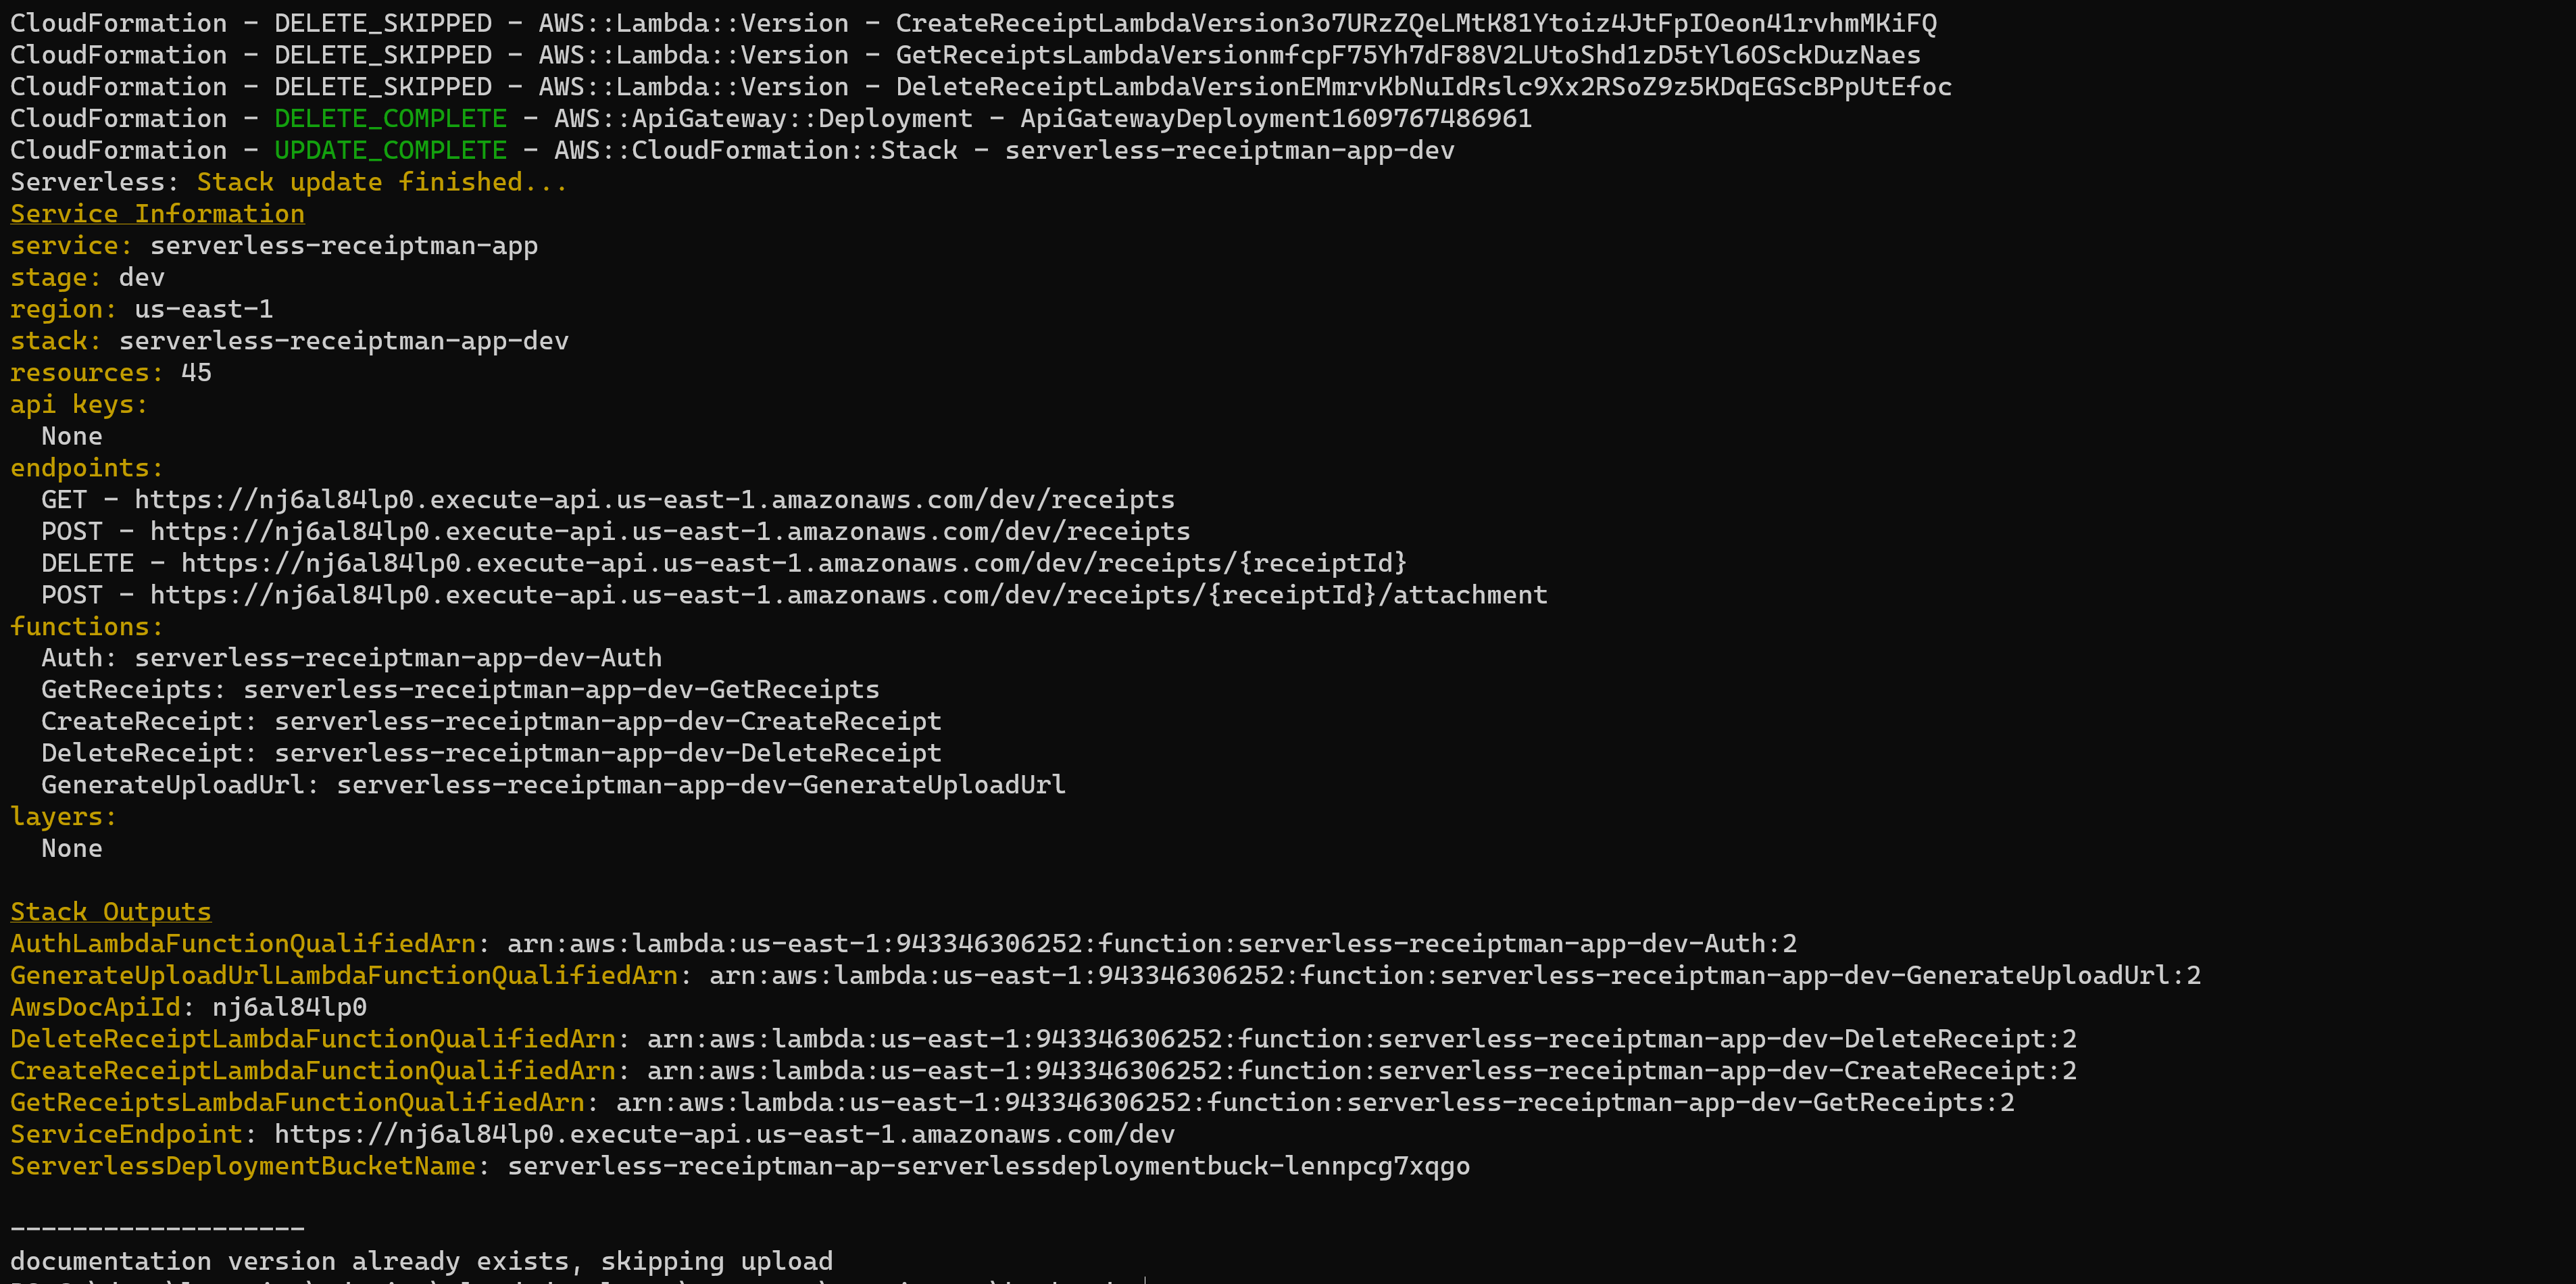 CloudFormation - DELETE_SKIPPED - AWS::Lambda::Version - CreateReceiptLambdaVersion3o7URzZQeLMtK81Ytoiz4JtFpIOeon41rvhmMKiFQ
CloudFormation - DELETE_SKIPPED - AWS::Lambda::Version - GetReceiptsLambdaVersionmfcpF75Yh7dF88V2LUtoShd1zD5tYl6OSckDuzNaes
CloudFormation - DELETE_SKIPPED - AWS::Lambda::Version - DeleteReceiptLambdaVersionEMmrvKbNuIdRslc9Xx2RSoZ9z5KDqEGScBPpUtEfoc
CloudFormation - DELETE_COMPLETE - AWS::ApiGateway::Deployment - ApiGatewayDeployment1609767486961
CloudFormation - UPDATE_COMPLETE - AWS::CloudFormation::Stack - serverless-receiptman-app-dev
Serverless: Stack update finished...
Service Information
service: serverless-receiptman-app
stage: dev
region: us-east-1
stack: serverless-receiptman-app-dev
resources: 45
api keys:
  None
endpoints:
  GET - https://nj6al84lp0.execute-api.us-east-1.amazonaws.com/dev/receipts
  POST - https://nj6al84lp0.execute-api.us-east-1.amazonaws.com/dev/receipts
  DELETE - https://nj6al84lp0.execute-api.us-east-1.amazonaws.com/dev/receipts/{receiptId}
  POST - https://nj6al84lp0.execute-api.us-east-1.amazonaws.com/dev/receipts/{receiptId}/attachment
functions:
  Auth: serverless-receiptman-app-dev-Auth
  GetReceipts: serverless-receiptman-app-dev-GetReceipts
  CreateReceipt: serverless-receiptman-app-dev-CreateReceipt
  DeleteReceipt: serverless-receiptman-app-dev-DeleteReceipt
  GenerateUploadUrl: serverless-receiptman-app-dev-GenerateUploadUrl
layers:
  None
Stack Outputs
AuthLambdaFunctionQualifiedArn: arn:aws:lambda:us-east-1:943346306252:function:serverless-receiptman-app-dev-Auth:2
GenerateUploadUrlLambdaFunctionQualifiedArn: arn:aws:lambda:us-east-1:943346306252:function:serverless-receiptman-app-dev-GenerateUploadUrl:2
AwsDocApiId: nj6al84lp0
DeleteReceiptLambdaFunctionQualifiedArn: arn:aws:lambda:us-east-1:943346306252:function:serverless-receiptman-app-dev-DeleteReceipt:2
CreateReceiptLambdaFunctionQualifiedArn: arn:aws:lambda:us-east-1:943346306252:function:serverless-receiptman-app-dev-CreateReceipt:2
GetReceiptsLambdaFunctionQualifiedArn: arn:aws:lambda:us-east-1:943346306252:function:serverless-receiptman-app-dev-GetReceipts:2
ServiceEndpoint: https://nj6al84lp0.execute-api.us-east-1.amazonaws.com/dev
ServerlessDeploymentBucketName: serverless-receiptman-ap-serverlessdeploymentbuck-lennpcg7xqgo
-------------------
documentation version already exists, skipping upload